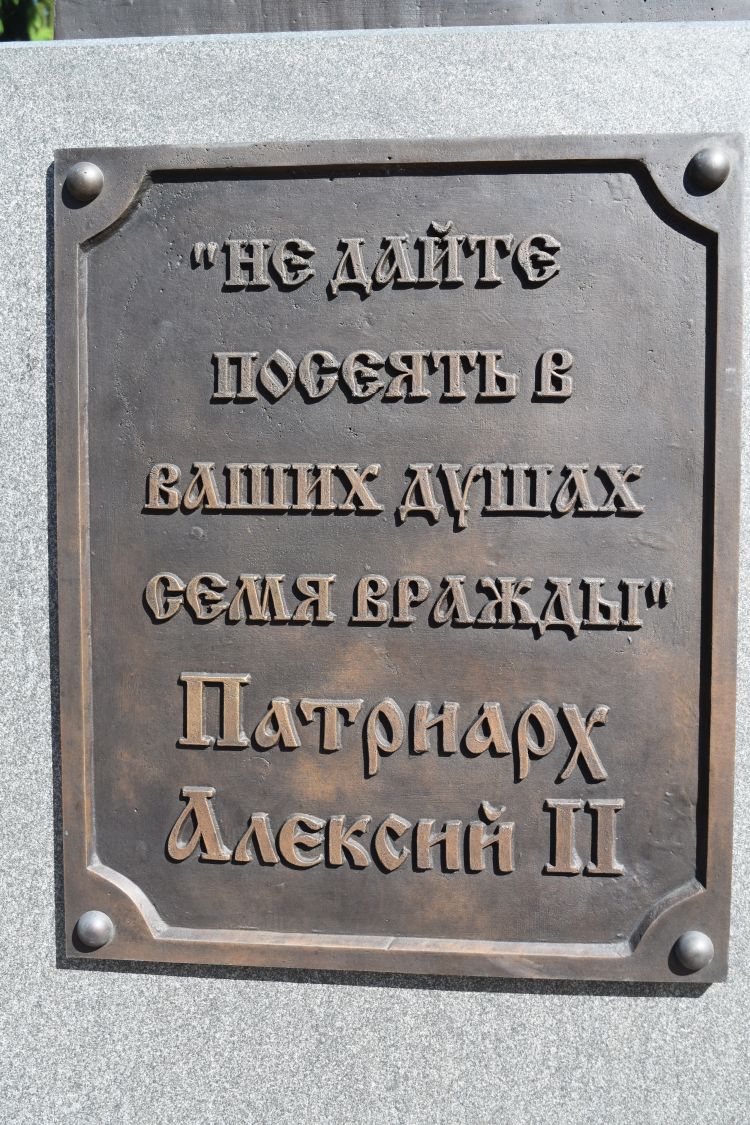 "НЕ ДАЙТЕ
ПОСЕЯТЬ В
ВАШИХ ДУШАХ
СЕМЯ ВРАЖДЫ"
Патриарх
Алексий II